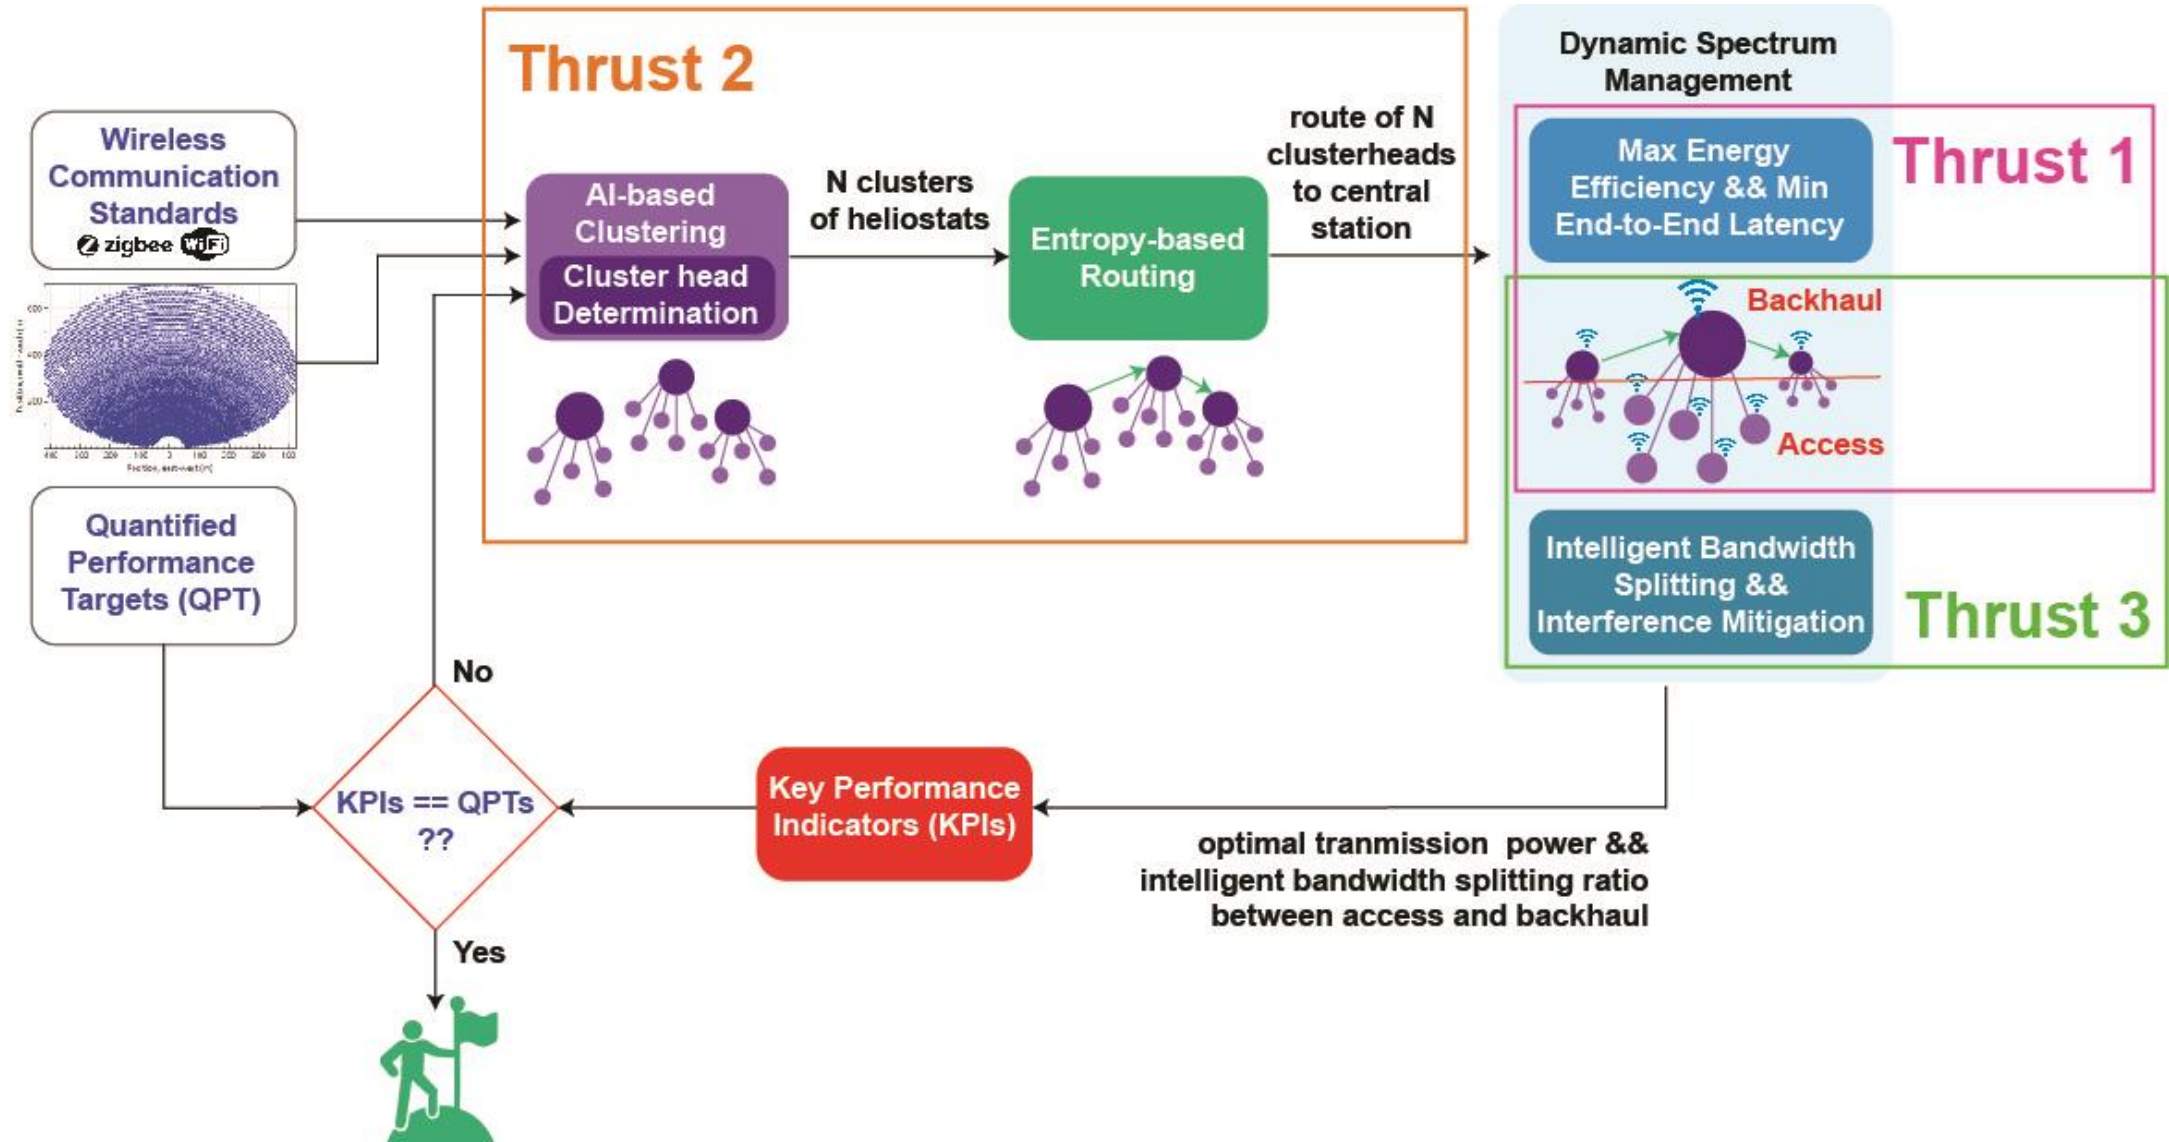 Thrust 2
Dynamic Spectrum
Management
Wireless
Communication
Standards
zigbee WiFi
AI-based
Clustering
Cluster head
Determination
N clusters
of heliostats
Entropy-based
Routing
route of N
clusterheads
to central
station
Max Energy
Efficiency && Min
End-to-End Latency
Thrust 1
Backhaul
Access
Quantified
Performance
Targets (QPT)
Intelligent Bandwidth
Splitting &&
Interference Mitigation
Thrust 3
No
KPIs == QPTs
??
Key Performance
Indicators (KPIs)
optimal tranmission power &&
intelligent bandwidth splitting ratio
between access and backhaul
Yes